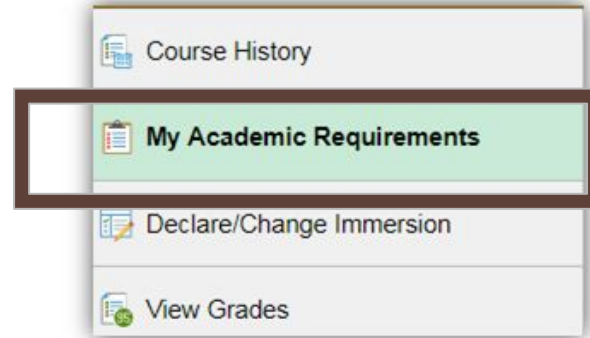 Course History
My Academic Requirements
Declare/Change Immersion
View Grades